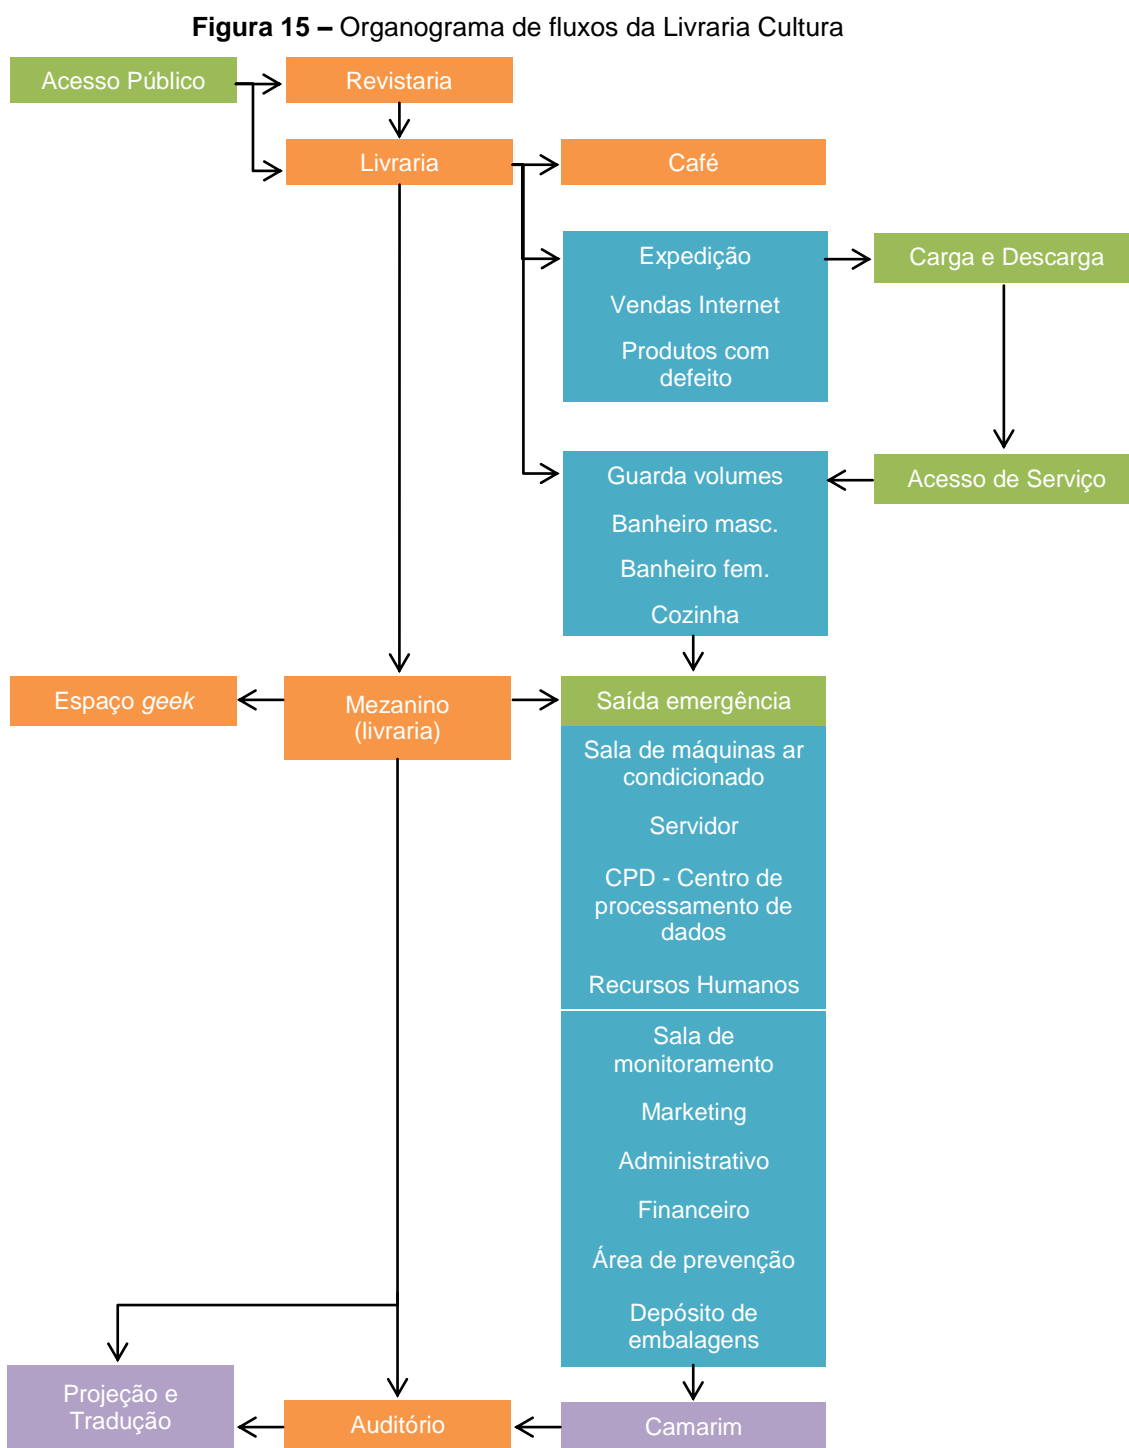 Figura 15 – Organograma de fluxos da Livraria Cultura
Acesso Público
Revistaria
Livraria
Café
Expedição
Vendas Internet
Produtos com
defeito
Carga e Descarga
Guarda volumes
Banheiro masc.
Banheiro fem.
Cozinha
Acesso de Serviço
Espaço geek
Mezanino
(livraria)
Saída emergência
Sala de máquinas ar
condicionado
Servidor
CPD - Centro de
processamento de
dados
Recursos Humanos
Sala de
monitoramento
Marketing
Administrativo
Financeiro
Área de prevenção
Depósito de
embalagens
Projeção e
Tradução
Auditório
Camarim